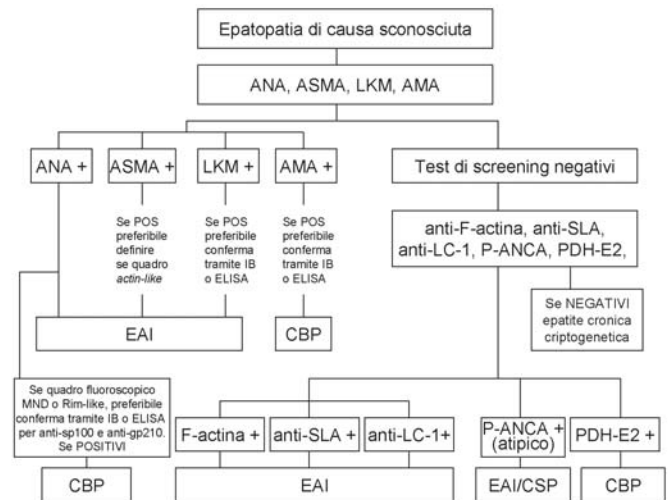 Epatopatia di causa sconosciuta
ANA, ASMA, LKM, AMA
ANA +
ASMA +
LKM +
AMA +
Test di screening negativi
Se POS
preferibile
definire
se quadro
actin-like
Se POS
preferibile
conferma
tramite IB
o ELISA
Se POS
preferibile
conferma
tramite IB
o ELISA
anti-F-actina, anti-SLA,
anti-LC-1, P-ANCA, PDH-E2,
EAI
CBP
Se NEGATIVI
epatite cronica
criptogenetica
Se quadro fluoroscopico
MND o Rim-like, preferibile
conferma tramite IB o ELISA
per anti-sp100 e anti-gp210.
Se POSITIVI
F-actina +
anti-SLA +
anti-LC-1+
P-ANCA +
(atipico)
PDH-E2 +
CBP
EAI
EAI/CSP
CBP